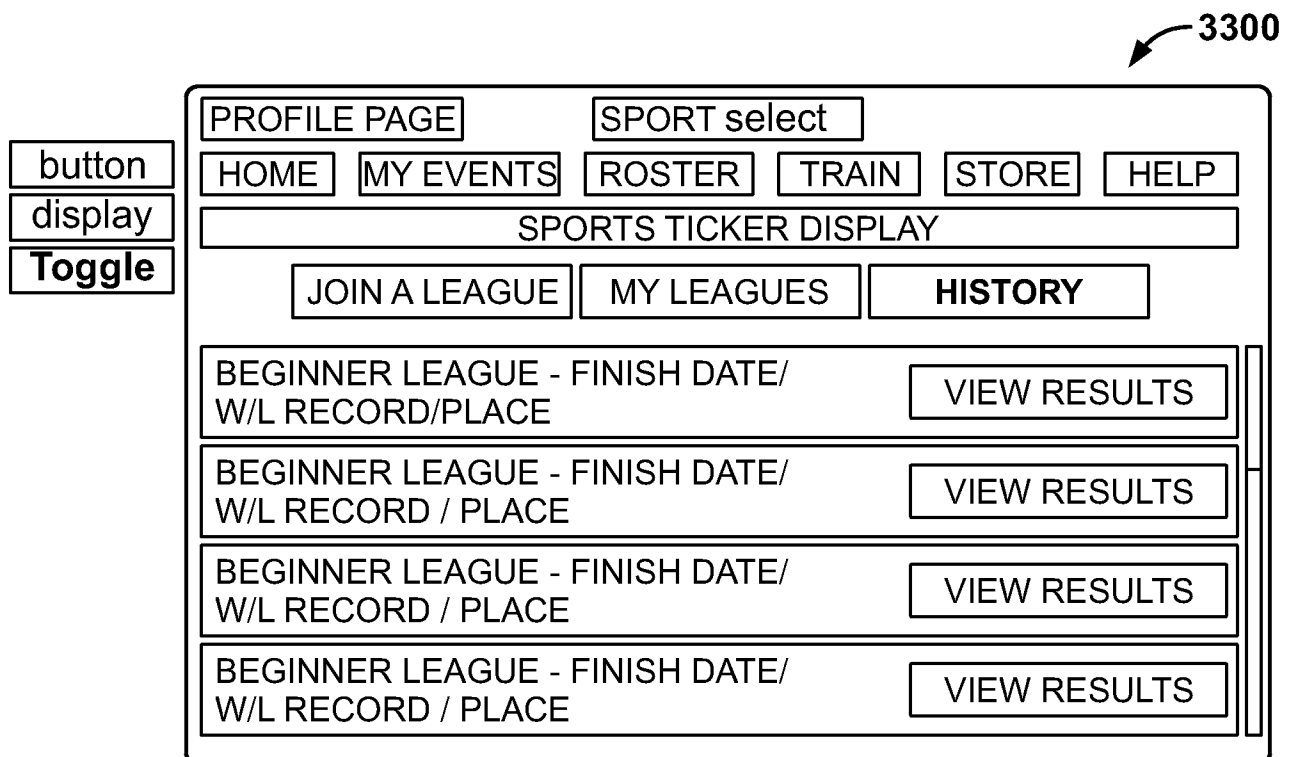 3300
PROFILE PAGE
SPORT select
button
display
Toggle
HOME
MY EVENTS
ROSTER
TRAIN
STORE
HELP
SPORTS TICKER DISPLAY
JOIN A LEAGUE
MY LEAGUES
HISTORY
BEGINNER LEAGUE - FINISH DATE/
W/L RECORD/PLACE
VIEW RESULTS
BEGINNER LEAGUE - FINISH DATE/
W/L RECORD / PLACE
VIEW RESULTS
BEGINNER LEAGUE - FINISH DATE/
W/L RECORD / PLACE
VIEW RESULTS
BEGINNER LEAGUE - FINISH DATE/
W/L RECORD / PLACE
VIEW RESULTS